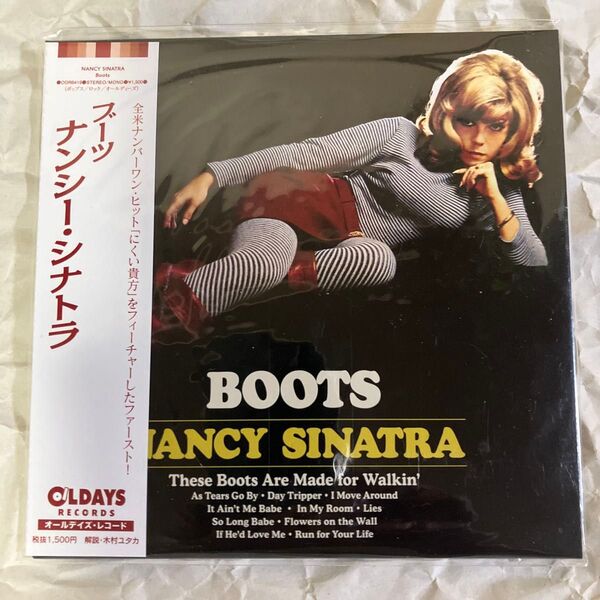 NANCY SINATRA
Boots
●ODR6419●STEREO/MONO●¥1,500●
(ポップス/ロック/オールディーズ)
ブーツ
ナンシー・シナトラ
全米ナンバーワン・ヒット「にくい貴方」をフィーチャーしたファースト!
OLDAYS
RECORDS
オールデイズ・レコード
税抜1,500円 解説・木村ユタカ
BOOTS
NANCY SINATRA
These Boots Are Made for Walkin'
As Tears Go By • Day Tripper • I Move Around
It Ain't Me Babe • In My Room • Lies
So Long Babe • Flowers on the Wall
If He'd Love Me • Run for Your Life